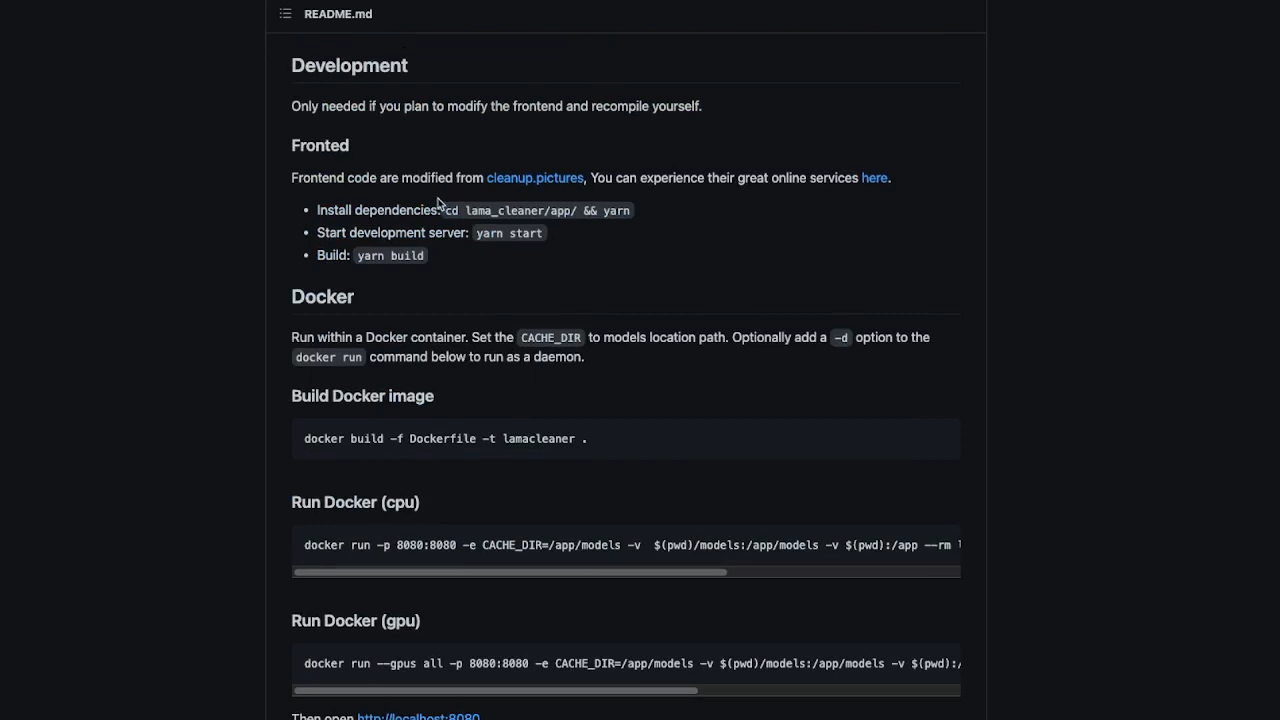 README.md
Development
Only needed if you plan to modify the frontend and recompile yourself.
Fronted
Frontend code are modified from cleanup.pictures, You can experience their great online services here.
• Install dependencies: cd lama_cleaner/app/ && yarn
• Start development server: yarn start
• Build: yarn build
Docker
Run within a Docker container. Set the CACHE_DIR to models location path. Optionally add a -d option to the
docker run command below to run as a daemon.
Build Docker image
docker build -f Dockerfile -t lamacleaner .
Run Docker (cpu)
docker run -p 8080:8080 -e CACHE_DIR=/app/models -v  $(pwd)/models:/app/models -v $(pwd):/app --rm
Run Docker (gpu)
docker run --gpus all -p 8080:8080 -e CACHE_DIR=/app/models -v $(pwd)/models:/app/models -v $(pwd):/
Then open http://localhost:8080